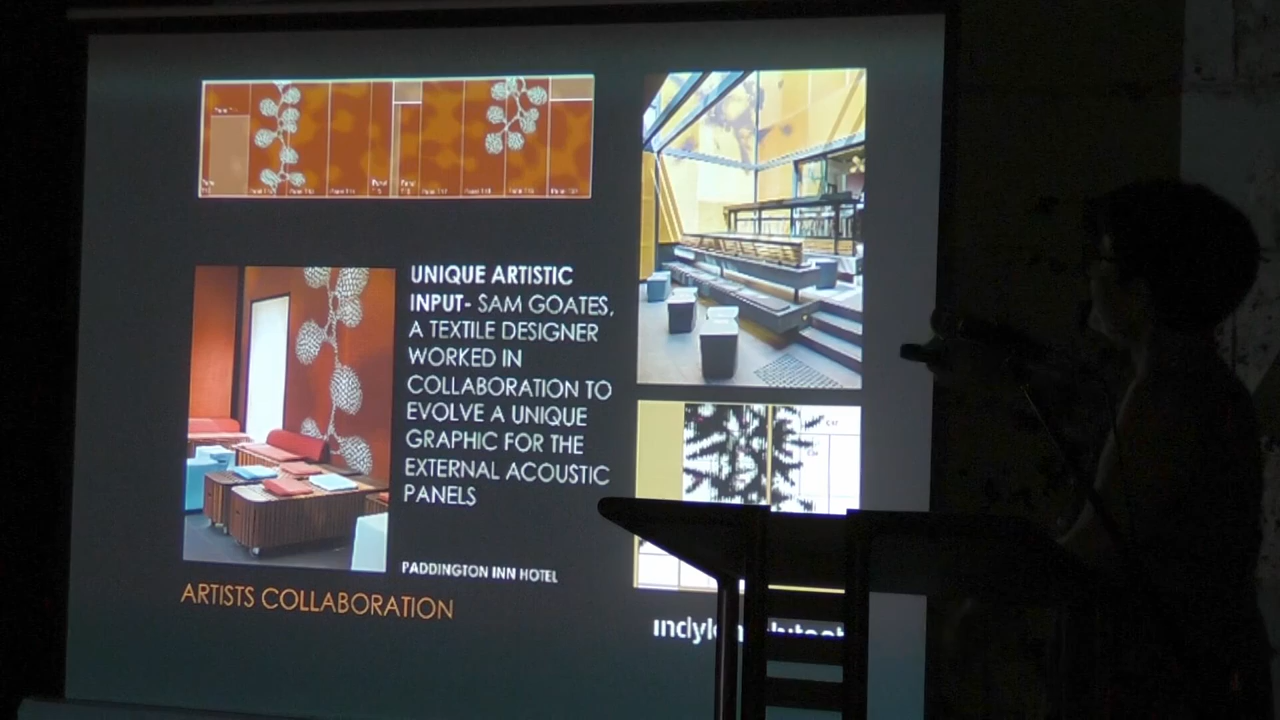 UNIQUE ARTISTIC
INPUT- SAM GOATES,
A TEXTILE DESIGNER
WORKED IN
COLLABORATION TO
EVOLVE A UNIQUE
GRAPHIC FOR THE
EXTERNAL ACOUSTIC
PANELS
PADDINGTON INN HOTEL
ARTISTS COLLABORATION